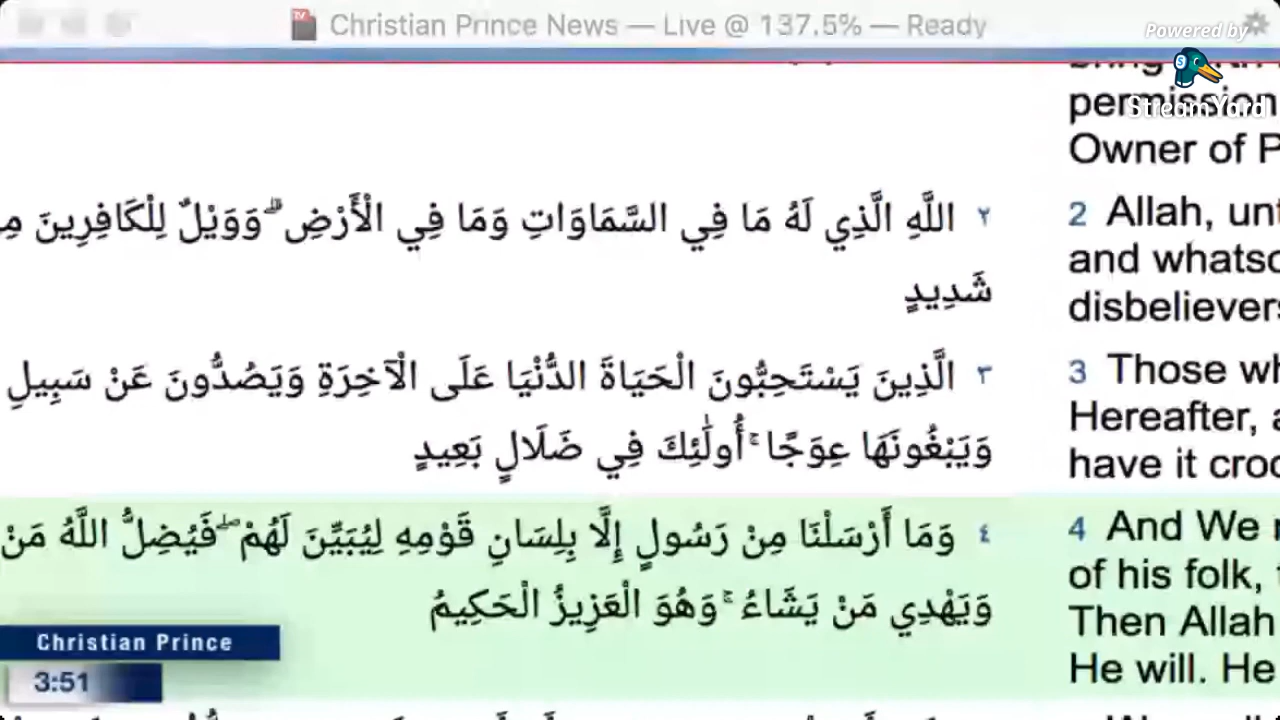 Christian Prince News — Live @ 137.5% — Ready
Powered by
StreamYard
permission
Owner of P
٢ اللَّهِ الَّذِي لَهُ مَا فِي السَّمَاوَاتِ وَمَا فِي الْأَرْضِ ۗ وَوَيْلٌ لِلْكَافِرِينَ مِ
شَدِيدٍ
2 Allah, unt
and whatso
disbelievers
٣ الَّذِينَ يَسْتَحِبُّونَ الْحَيَاةَ الدُّنْيَا عَلَى الْآخِرَةِ وَيَصُدُّونَ عَنْ سَبِيلِ
وَيَبْغُونَهَا عِوَجًا ۚ أُولَٰئِكَ فِي ضَلَالٍ بَعِيدٍ
3 Those wh
Hereafter, a
have it croo
٤ وَمَا أَرْسَلْنَا مِنْ رَسُولٍ إِلَّا بِلِسَانِ قَوْمِهِ لِيُبَيِّنَ لَهُمْ ۖ فَيُضِلُّ اللَّهُ مَنْ
وَيَهْدِي مَنْ يَشَاءُ ۚ وَهُوَ الْعَزِيزُ الْحَكِيمُ
4 And We
of his folk,
Then Allah
He will. He
Christian Prince
3:51